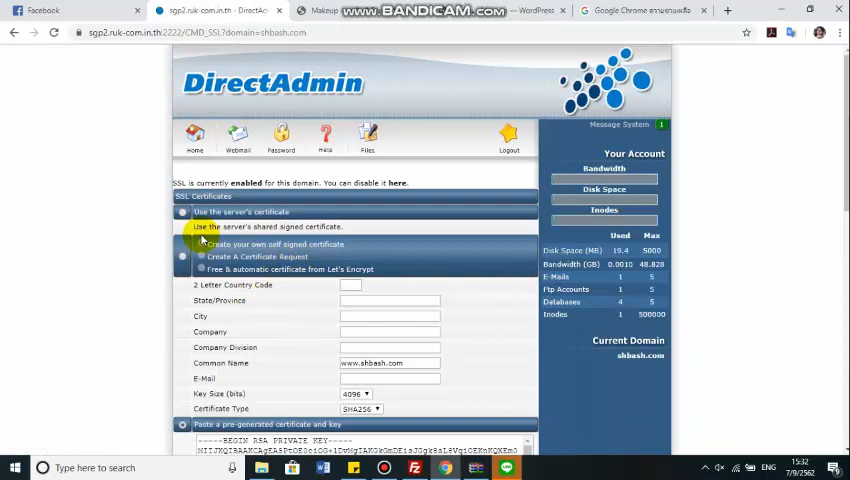 Facebook
sgp2.ruk-com.in.th - DirectAdm
Makeup
WordPress
www.BANDICAM.com
Google Chrome
sgp2.ruk-com.in.th:2222/CMD_SSL?domain=shbash.com
DirectAdmin
Home
Webmail
Password
Help
Files
Logout
Message System 1
Your Account
Bandwidth
Disk Space
Inodes
Used Max
Disk Space (MB) 19.4 5000
Bandwidth (GB) 0.0010 48.828
E-Mails 1 5
Ftp Accounts 1 5
Databases 4 5
Inodes 314 500000
Current Domain
shbash.com
SSL is currently enabled for this domain. You can disable it here.
SSL Certificates
Use the server's certificate
Use the server's shared signed certificate.
Create your own self signed certificate
Create A Certificate Request
Free & automatic certificate from Let's Encrypt
2 Letter Country Code
State/Province
City
Company
Company Division
Common Name www.shbash.com
E-Mail
Key Size (bits) 4096
Certificate Type SHA256
Paste a pre-generated certificate and key
-----BEGIN RSA PRIVATE KEY-----
Type here to search
ENG
15:32
7/9/2562